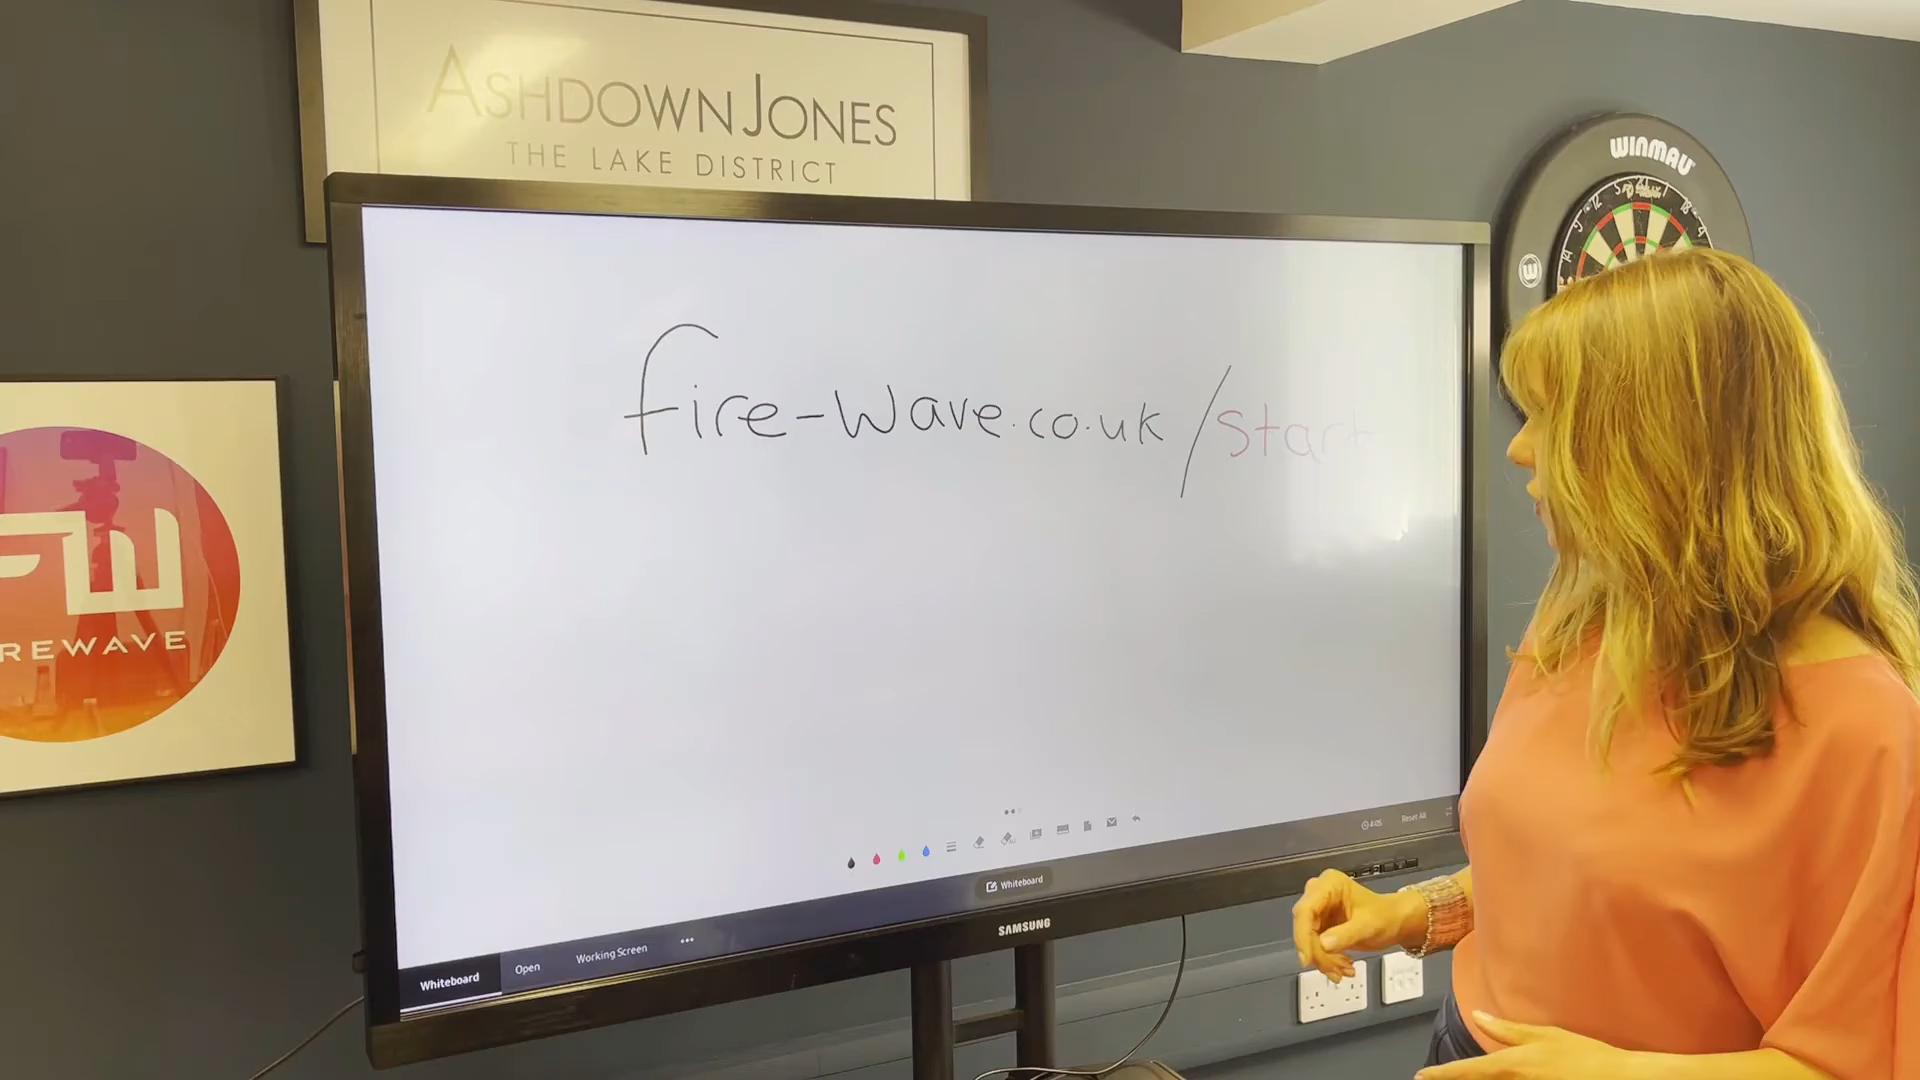 ASHDOWN JONES
THE LAKE DISTRICT
WINMAU
fire-wave.co.uk/start
REWAVE
Reset All
Whiteboard
SAMSUNG
Whiteboard
Open
Working Screen